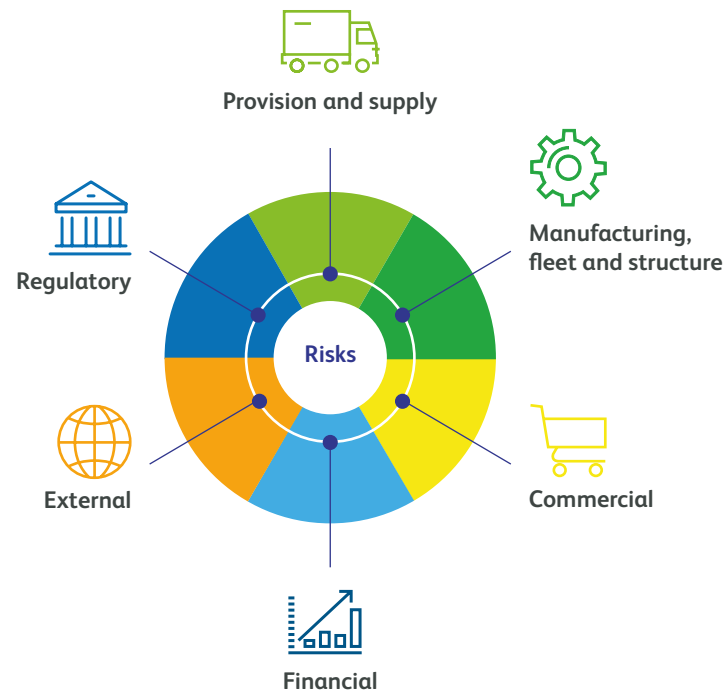 Provision and supply
Manufacturing,
fleet and structure
Regulatory
Risks
External
Commercial
Financial